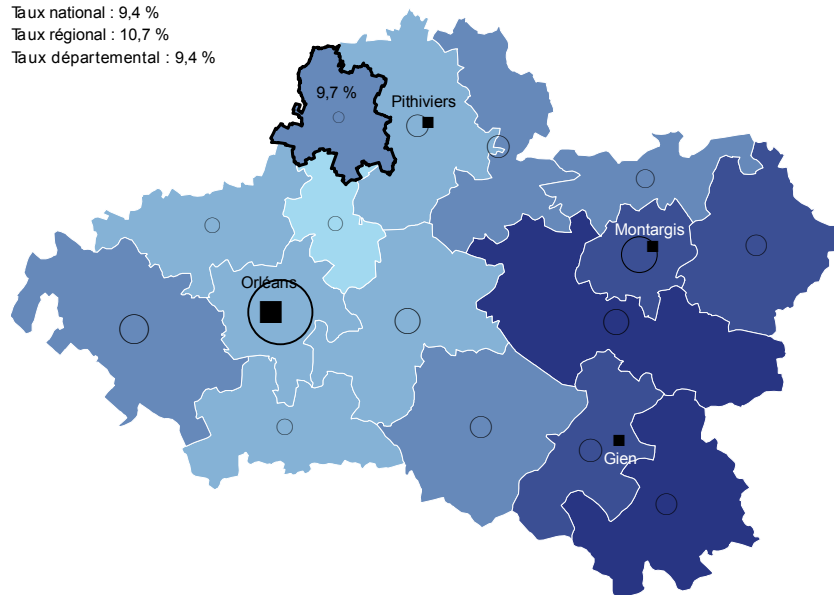 Taux national : 9,4 %
Taux régional : 10,7 %
Taux départemental : 9,4 %
9,7 %
Pithiviers
Montargis
Orléans
Gien